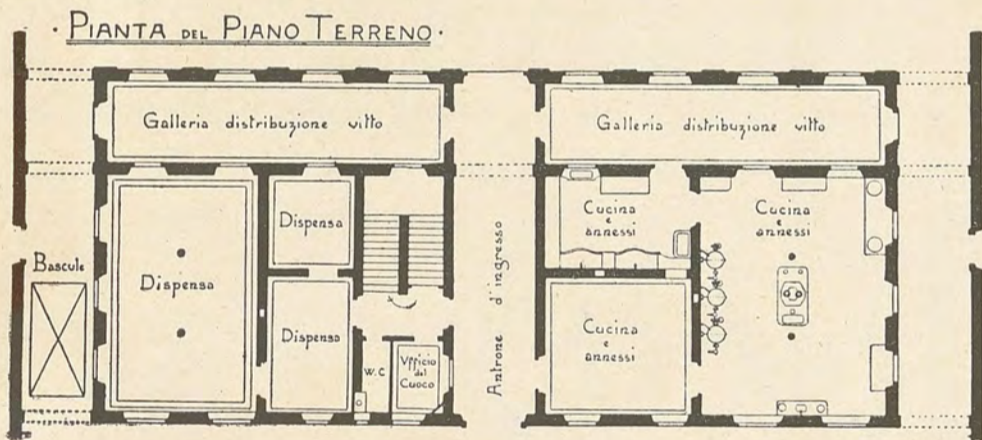 · PIANTA DEL PIANO TERRENO ·
Galleria distribuzione vitto
Galleria distribuzione vitto
Bascule
Dispensa
Dispensa
Dispensa
W.C
Ufficio
del
Cuoco
Antrone d'ingresso
Cucina
e
annessi
Cucina
e
annessi
Cucina
e
annessi